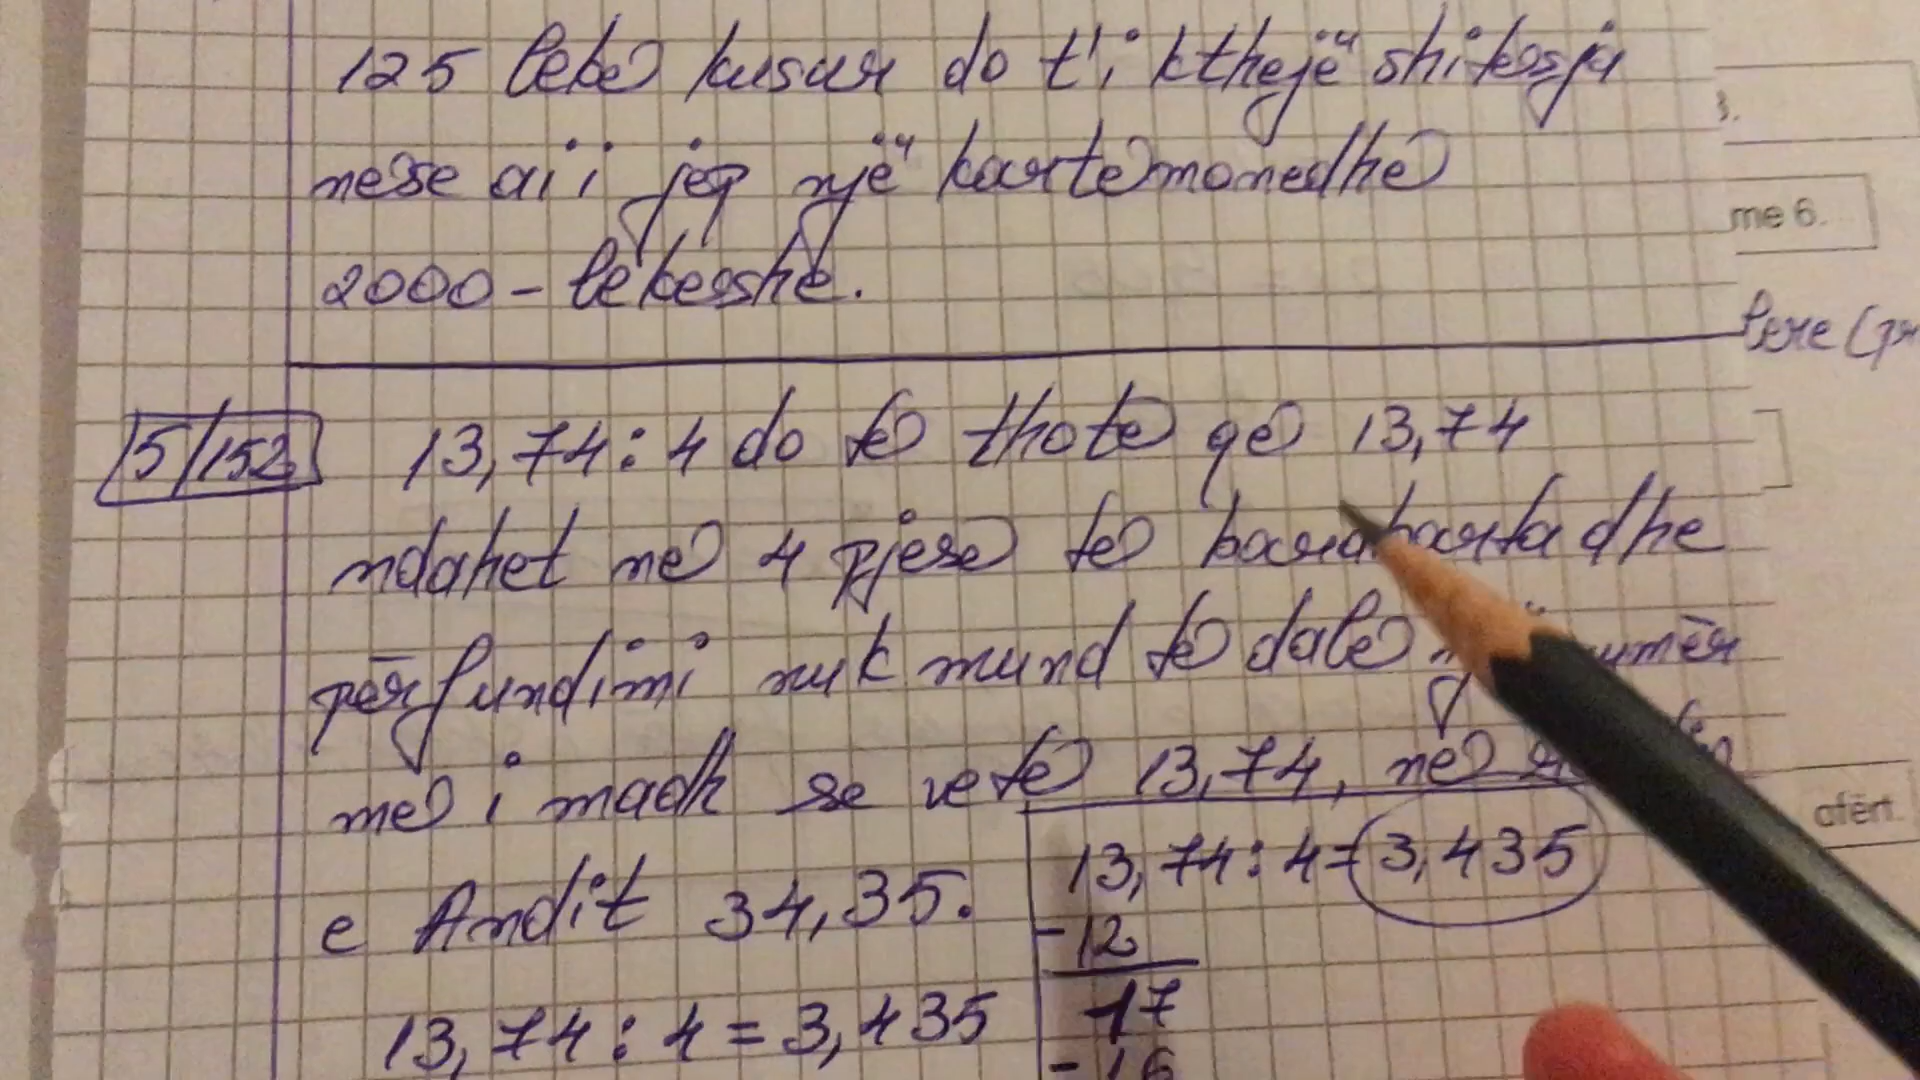 125 lekë kusur do t'i kthejë shitësja
nëse ai i jep një kartëmonedhë
2000-lekëshe.
me 6.
5/152
13,74:4 do të thotë që 13,74
ndahet në 4 pjesë të barabarta dhe
përfundimi nuk mund të dalë
më i madh se vetë 13,74, në
e Andit 34,35.
13,74:4=3,435
-12
17
-16
13,74:4=3,435
afërt.